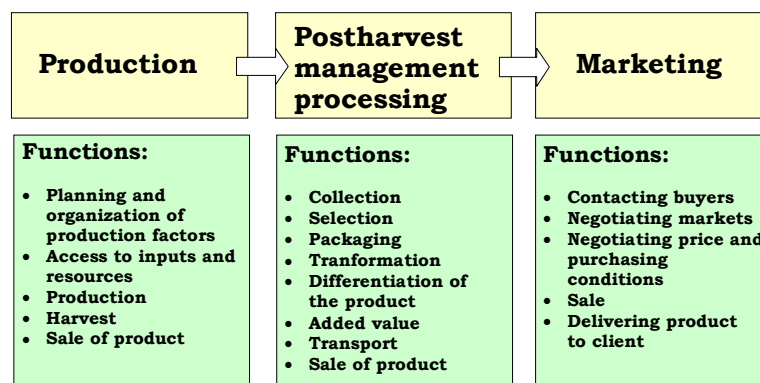 Production
Postharvest
management
processing
Marketing
Functions:
• Planning and
organization of
production factors
• Access to inputs and
resources
• Production
• Harvest
• Sale of product
Functions:
• Collection
• Selection
• Packaging
• Tranformation
• Differentiation of
the product
• Added value
• Transport
• Sale of product
Functions:
• Contacting buyers
• Negotiating markets
• Negotiating price and
purchasing
conditions
• Sale
• Delivering product
to client